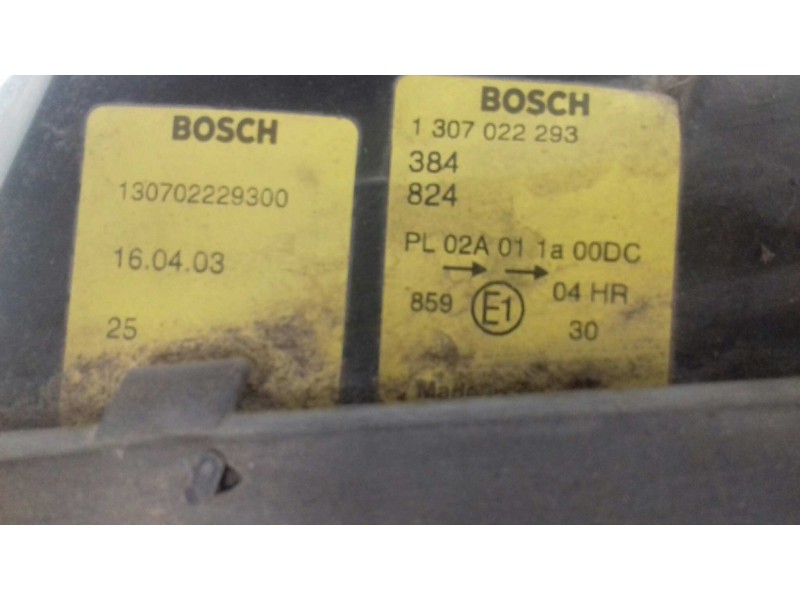 BOSCH
130702229300
16.04.03
25
BOSCH
1 307 022 293
384
824
PL 02A 01 1a 00DC
→ →
04 HR
859 E1
30
Made